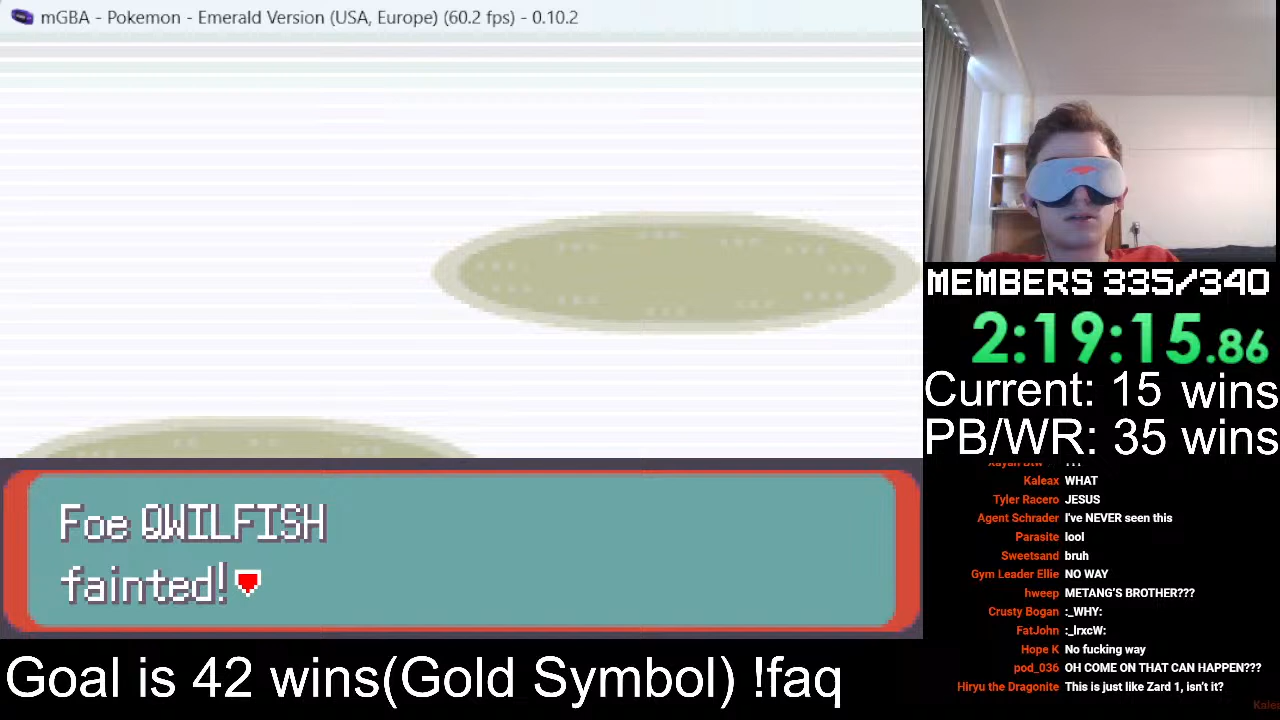 mGBA - Pokemon - Emerald Version (USA, Europe) (60.2 fps) - 0.10.2
Foe QWILFISH
fainted!
MEMBERS 335/340
2:19:15.86
Current: 15 wins
PB/WR: 35 wins
Kaleax WHAT
Tyler Racero JESUS
Agent Schrader I've NEVER seen this
Parasite lool
Sweetsand bruh
Gym Leader Ellie NO WAY
hweep METANG'S BROTHER???
Crusty Bogan :_WHY:
FatJohn :_lrxcW:
Hope K No fucking way
pod_036 OH COME ON THAT CAN HAPPEN???
Hiryu the Dragonite This is just like Zard 1, isn't it?
Goal is 42 wins(Gold Symbol) !faq